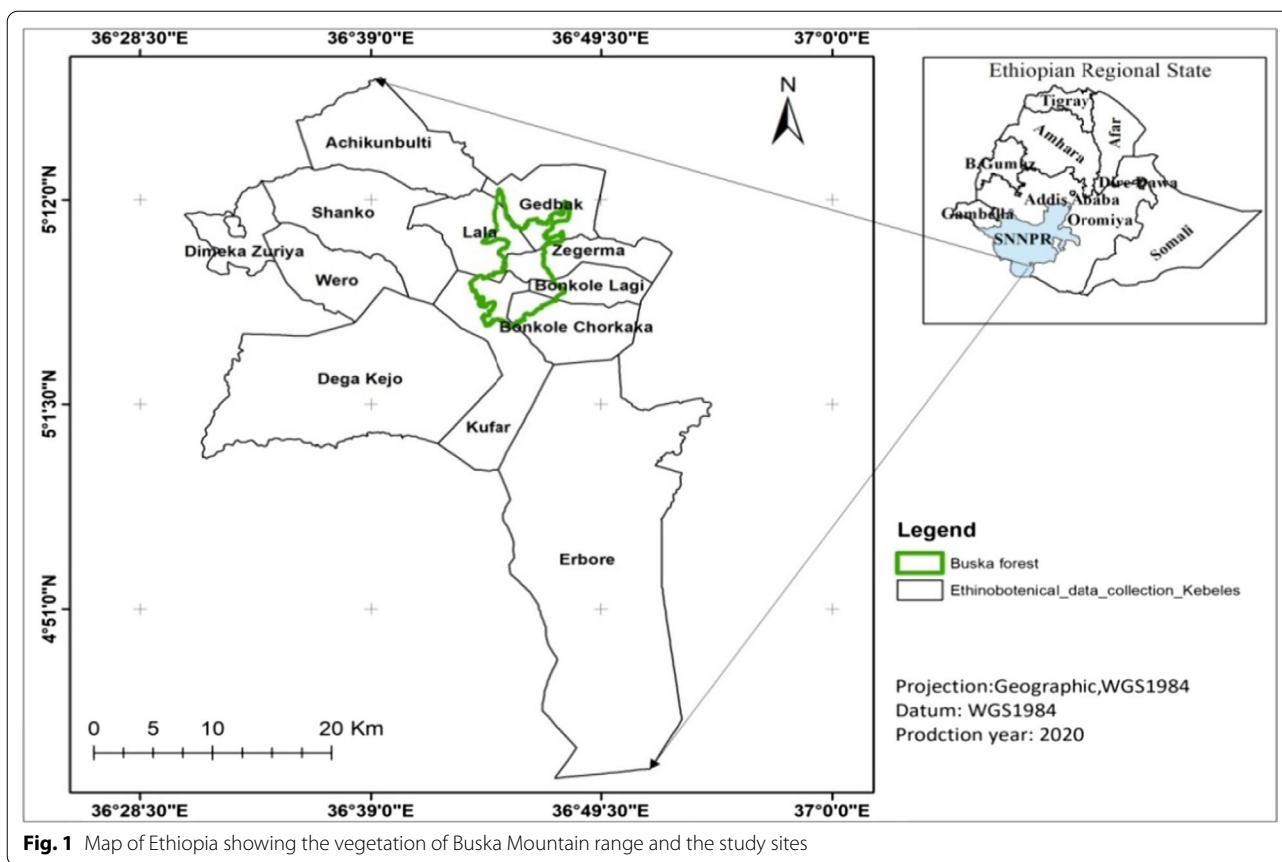 36°28'30"E 36°39'0"E 36°49'30"E 37°0'0"E
N
Ethiopian Regional State
Tigray
Afar
Amhara
B.Gumuz
Dire Dawa
Addis Ababa
Gambella
Oromiya
SNNPR
Somali
Achikunbulti
5°12'0"N
Shanko
Gedbak
Lala
Dimeka Zuriya
Zegerma
Wero
Bonkole Lagi
Bonkole Chorkaka
Dega Kejo
5°1'30"N
Kufar
Erbore
4°51'0"N
Legend
Buska forest
Ethinobotenical_data_collection_Kebeles
Projection:Geographic,WGS1984
Datum: WGS1984
Prodction year: 2020
0 5 10 20 Km
36°28'30"E 36°39'0"E 36°49'30"E 37°0'0"E
Fig. 1 Map of Ethiopia showing the vegetation of Buska Mountain range and the study sites